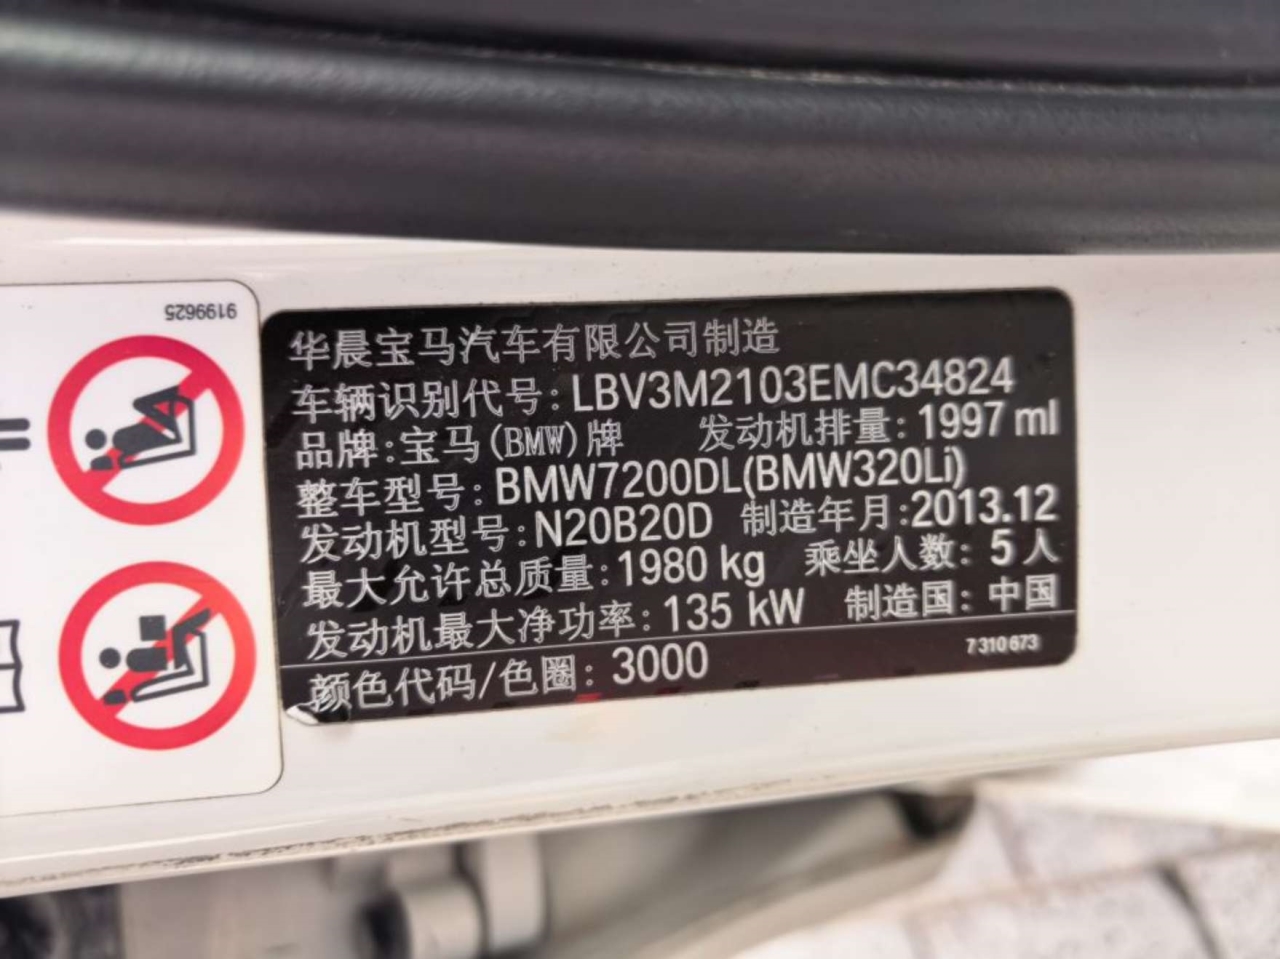 9199625
华晨宝马汽车有限公司制造
车辆识别代号: LBV3M2103EMC34824
品牌:宝马(BMW)牌 发动机排量: 1997 ml
整车型号: BMW7200DL(BMW320Li)
发动机型号: N20B20D 制造年月:2013.12
最大允许总质量: 1980 kg 乘坐人数: 5 人
发动机最大净功率: 135 kW 制造国: 中国
颜色代码/色圈: 3000 7 310 673